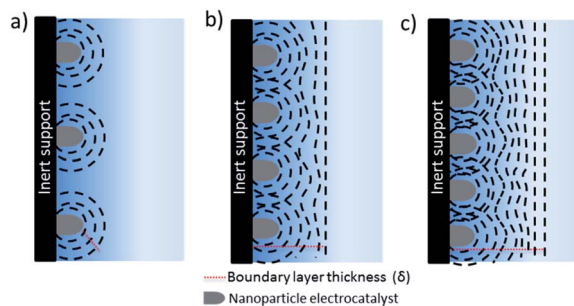 a)
b)
c)
Inert support
Inert support
Inert support
Boundary layer thickness (δ)
Nanoparticle electrocatalyst